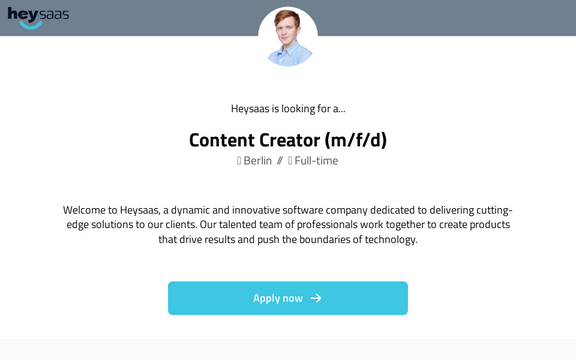 heysaas
Heysaas is looking for a...
Content Creator (m/f/d)
Berlin // Full-time
Welcome to Heysaas, a dynamic and innovative software company dedicated to delivering cutting-
edge solutions to our clients. Our talented team of professionals work together to create products
that drive results and push the boundaries of technology.
Apply now →